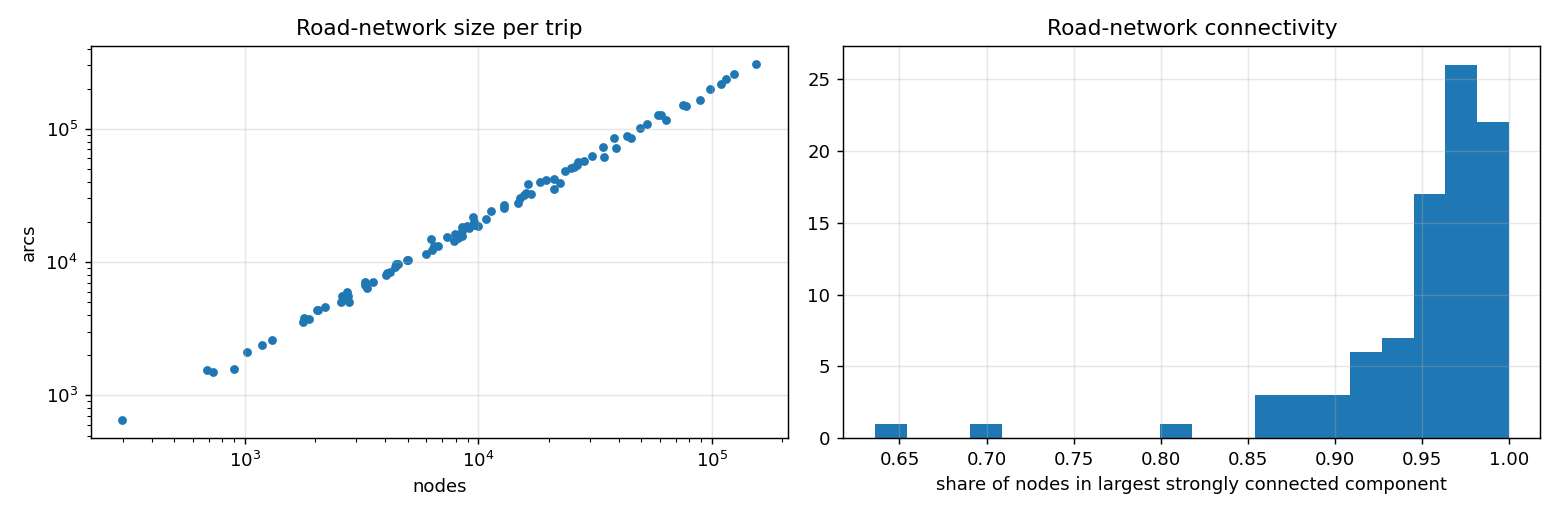 Road-network size per trip
arcs
10^5
10^4
10^3
10^3 10^4 10^5
nodes
Road-network connectivity
25
20
15
10
5
0
0.65 0.70 0.75 0.80 0.85 0.90 0.95 1.00
share of nodes in largest strongly connected component